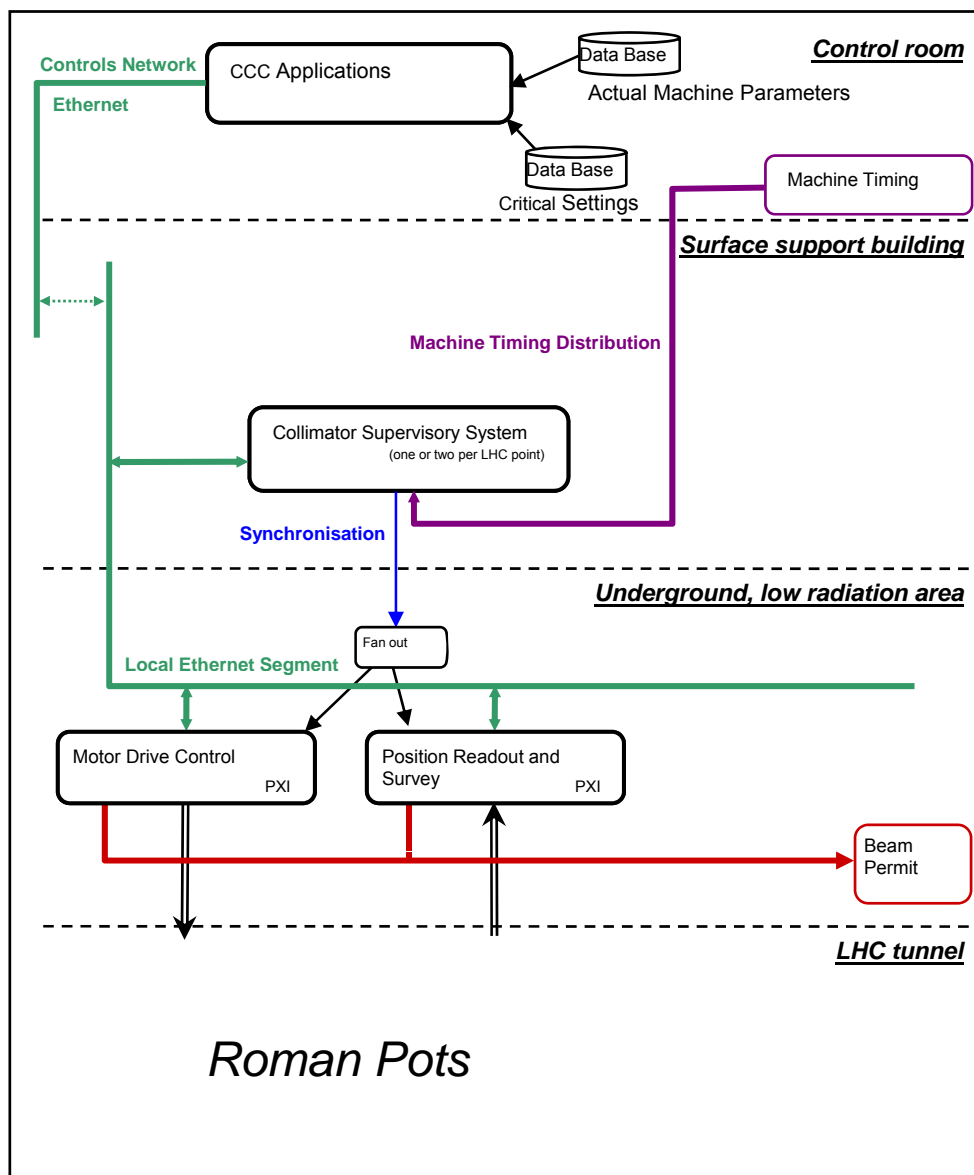 Control room
Controls Network
Ethernet
CCC Applications
Data Base
Actual Machine Parameters
Data Base
Critical Settings
Machine Timing
Surface support building
Machine Timing Distribution
Collimator Supervisory System
(one or two per LHC point)
Synchronisation
Underground, low radiation area
Fan out
Local Ethernet Segment
Motor Drive Control
PXI
Position Readout and
Survey
PXI
Beam
Permit
LHC tunnel
Roman Pots